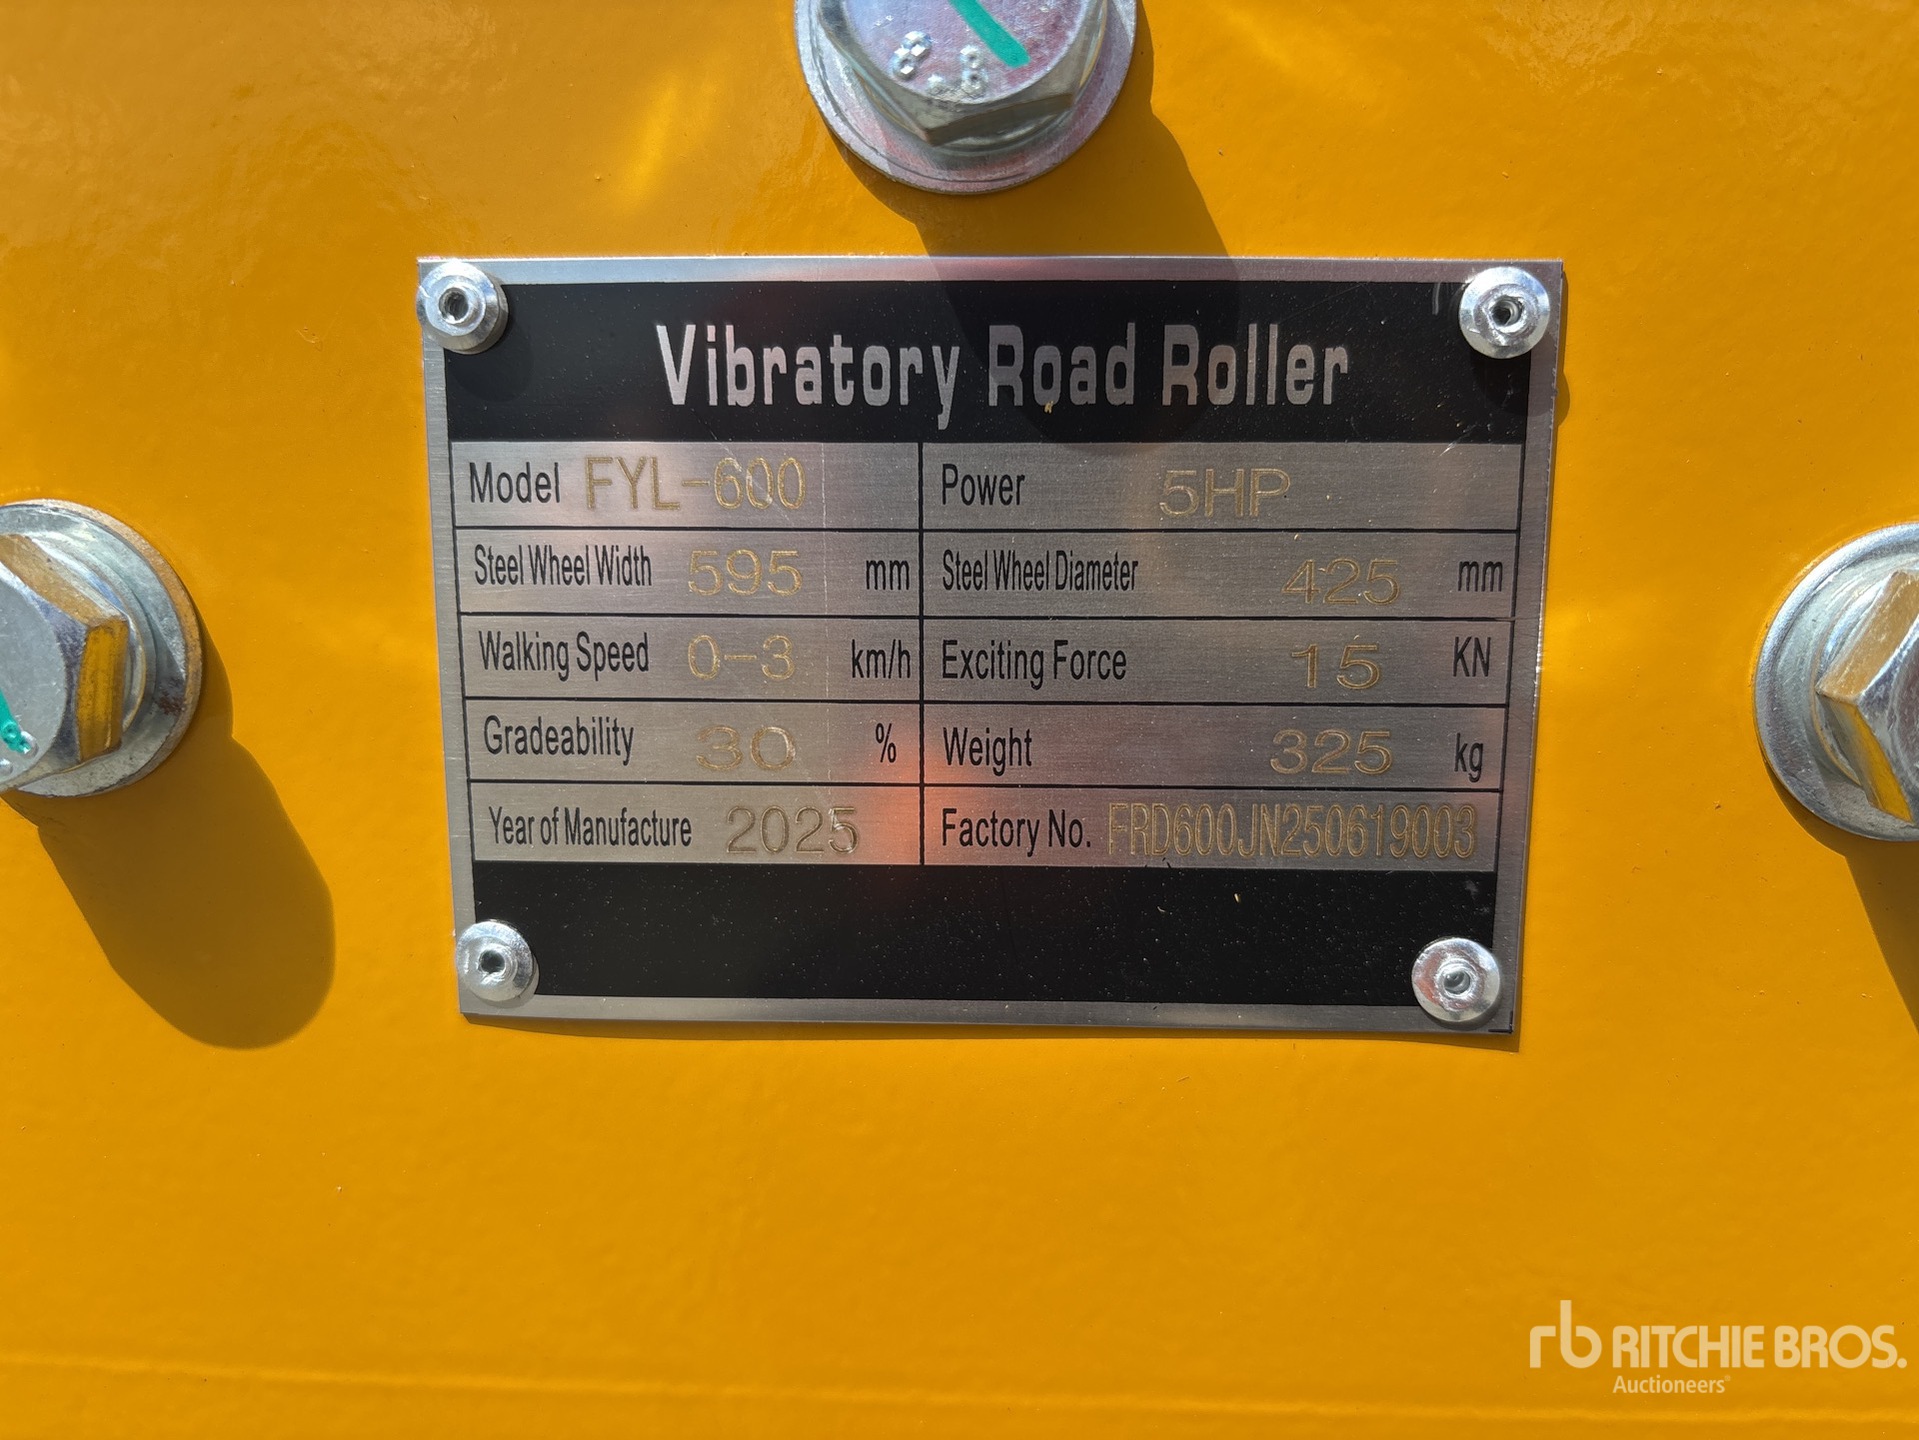 Vibratory Road Roller
Model FYL-600 Power 5HP
Steel Wheel Width 595 mm Steel Wheel Diameter 425 mm
Walking Speed 0-3 km/h Exciting Force 15 KN
Gradeability 30 % Weight 325 kg
Year of Manufacture 2025 Factory No. FRD600JN250619003
rb RITCHIE BROS.
Auctioneers